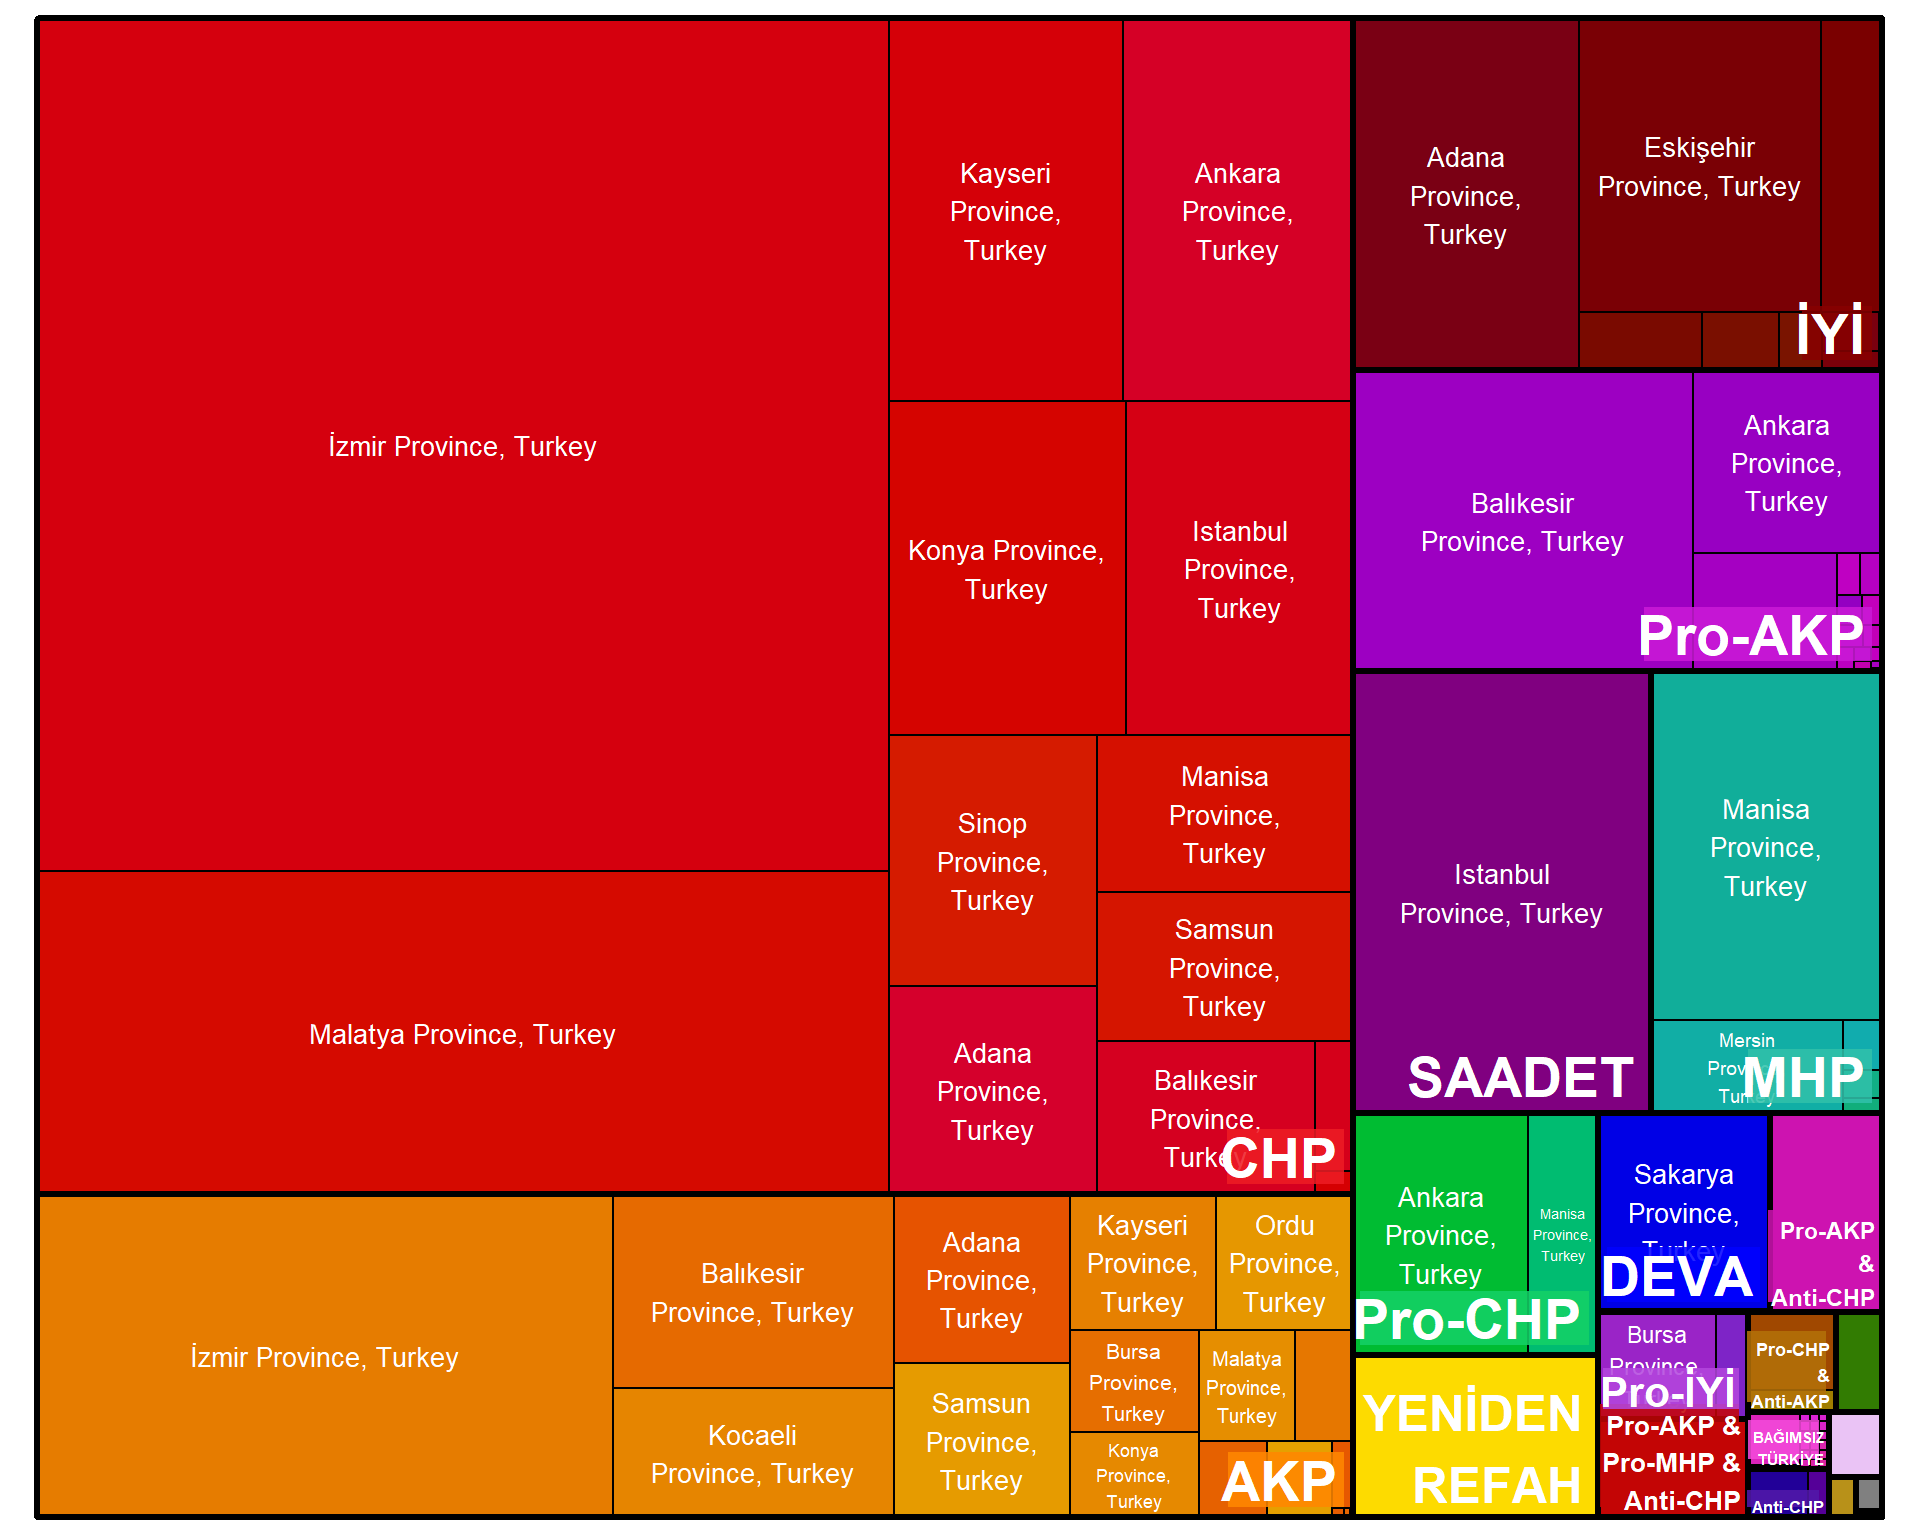 İzmir Province, Turkey
Malatya Province, Turkey
Kayseri
Province,
Turkey
Ankara
Province,
Turkey
Konya Province,
Turkey
Istanbul
Province,
Turkey
Sinop
Province,
Turkey
Manisa
Province,
Turkey
Samsun
Province,
Turkey
Adana
Province,
Turkey
Balıkesir
Province,
Turkey
CHP
İzmir Province, Turkey
Balıkesir
Province, Turkey
Kocaeli
Province, Turkey
Adana
Province,
Turkey
Samsun
Province,
Turkey
Kayseri
Province,
Turkey
Ordu
Province,
Turkey
Bursa
Province,
Turkey
Malatya
Province,
Turkey
Konya
Province,
Turkey
AKP
Adana
Province,
Turkey
Eskişehir
Province, Turkey
İYİ
Balıkesir
Province, Turkey
Ankara
Province,
Turkey
Pro-AKP
Istanbul
Province, Turkey
SAADET
Manisa
Province,
Turkey
Mersin
Province,
Turkey
MHP
Ankara
Province,
Turkey
Manisa
Province,
Turkey
Pro-CHP
YENİDEN
REFAH
Sakarya
Province,
Turkey
DEVA
Pro-AKP
&
Anti-CHP
Bursa
Province,
Pro-İYİ
Pro-CHP
&
Anti-AKP
Pro-AKP &
Pro-MHP &
Anti-CHP
BAĞIMSIZ
TÜRKİYE
Anti-CHP